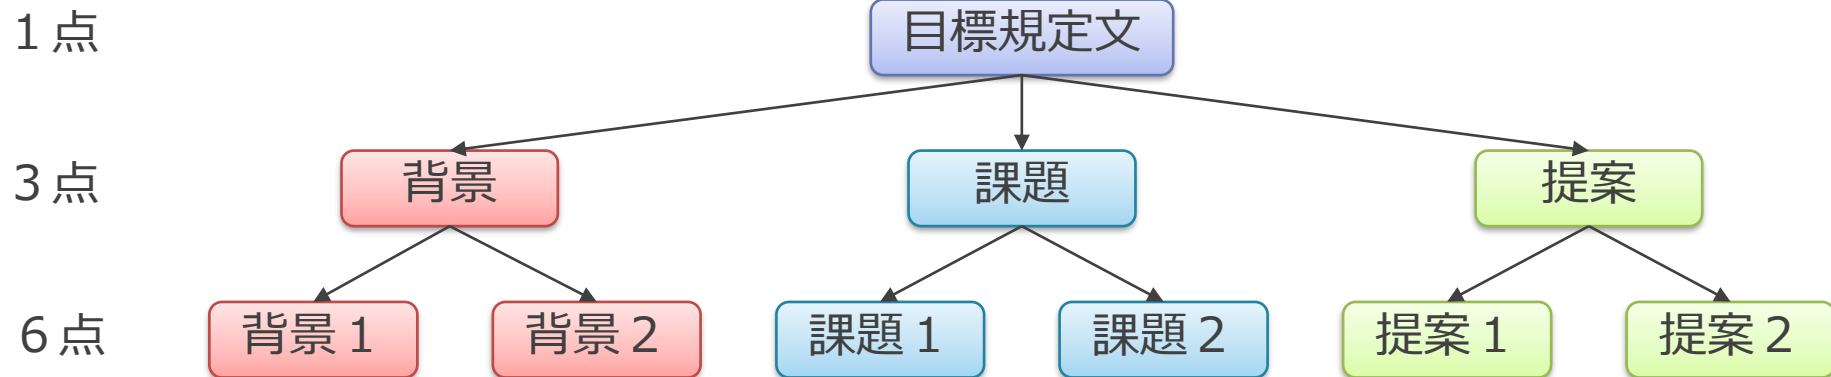 １点 目標規定文
３点 背景 課題 提案
６点 背景１ 背景２ 課題１ 課題２ 提案１ 提案２